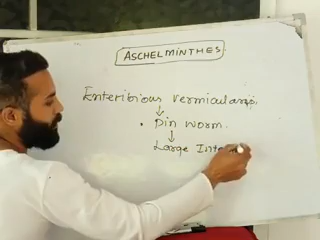 ASCHELMINTHES
Enteribious vermicularis
Pin worm.
Large Inte